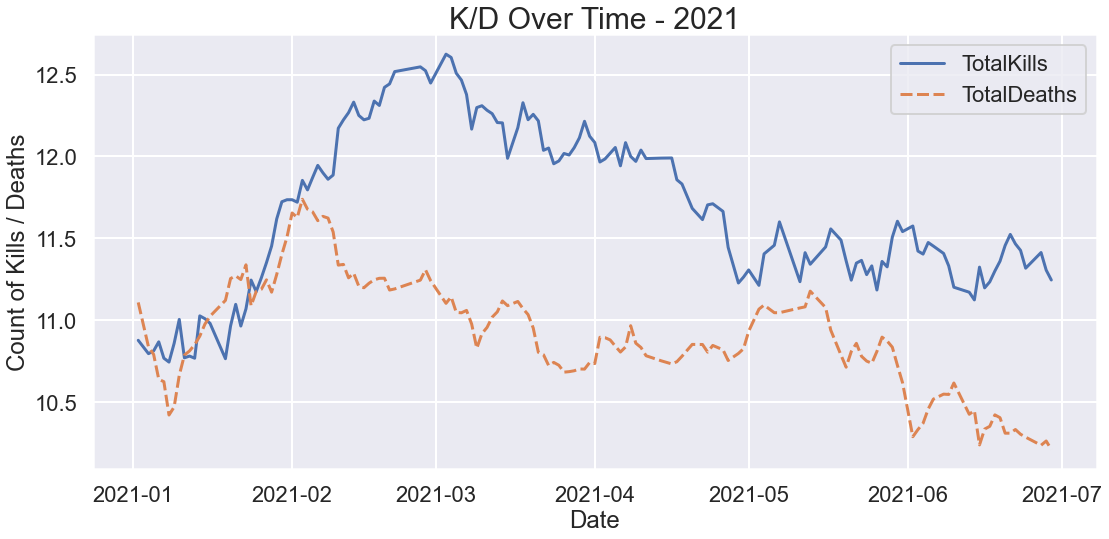 K/D Over Time - 2021
TotalKills
TotalDeaths
Count of Kills / Deaths
12.5
12.0
11.5
11.0
10.5
2021-01 2021-02 2021-03 2021-04 2021-05 2021-06 2021-07
Date